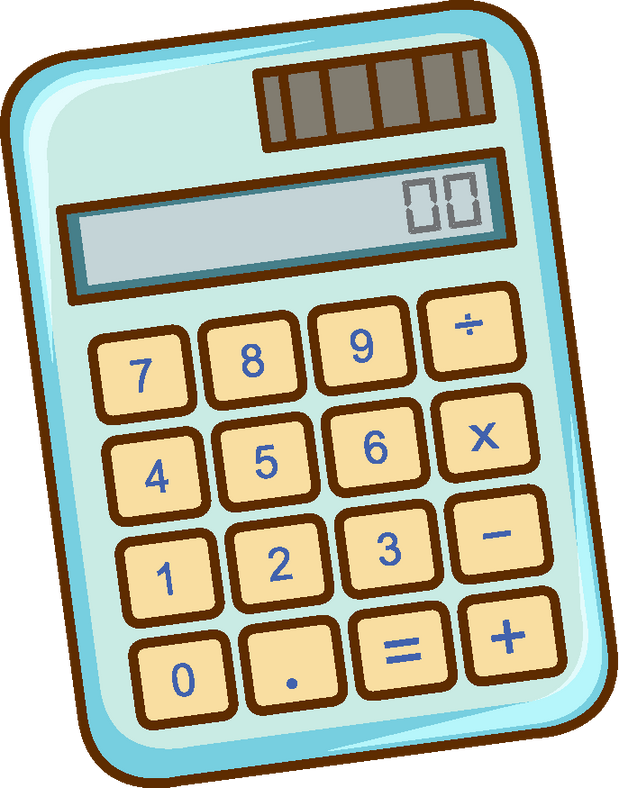 00
7 8 9 ÷
4 5 6 x
1 2 3 −
0 . = +